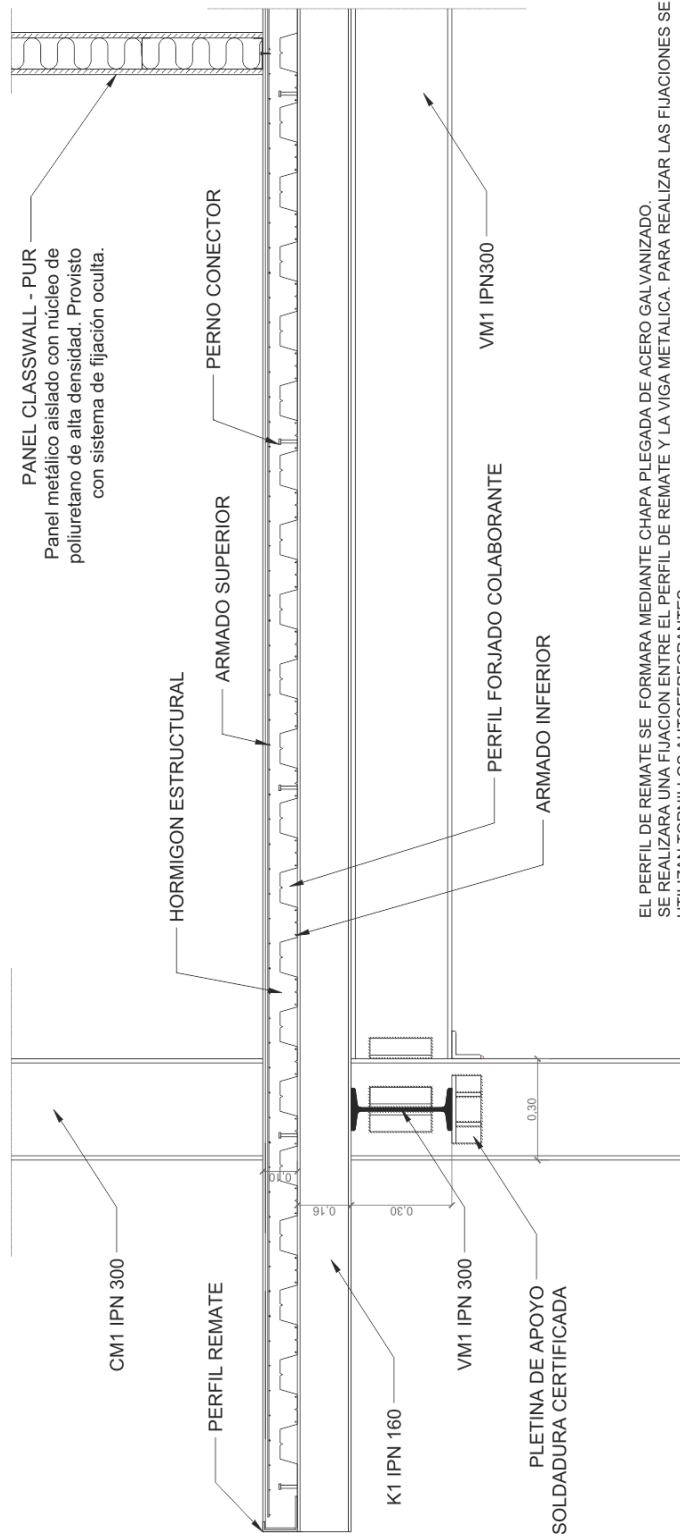 PANEL CLASSWALL - PUR
Panel metálico aislado con núcleo de
poliuretano de alta densidad. Provisto
con sistema de fijación oculta.
PERNO CONECTOR
ARMADO SUPERIOR
HORMIGON ESTRUCTURAL
CM1 IPN 300
PERFIL REMATE
0,10
0,16
0,30
0,30
K1 IPN 160
VM1 IPN 300
PLETINA DE APOYO
SOLDADURA CERTIFICADA
ARMADO INFERIOR
PERFIL FORJADO COLABORANTE
VM1 IPN300
EL PERFIL DE REMATE SE FORMARA MEDIANTE CHAPA PLEGADA DE ACERO GALVANIZADO.
SE REALIZARA UNA FIJACION ENTRE EL PERFIL DE REMATE Y LA VIGA METALICA. PARA REALIZAR LAS FIJACIONES SE